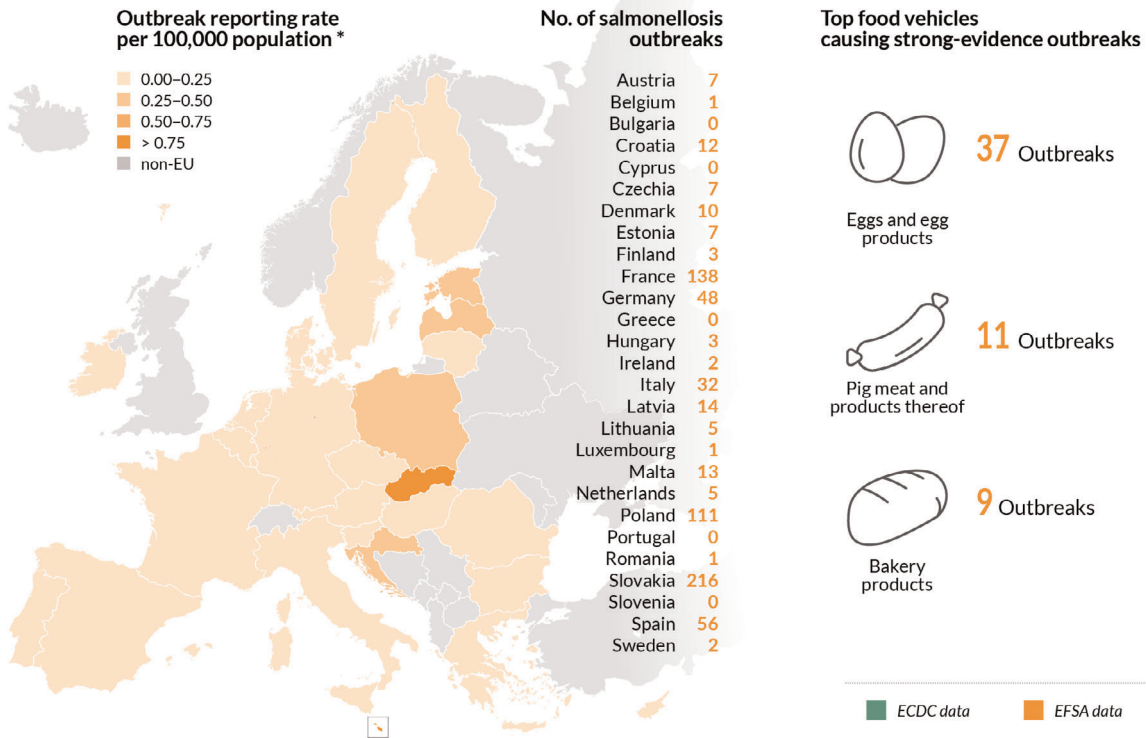 Outbreak reporting rate
per 100,000 population *
0.00–0.25
0.25–0.50
0.50–0.75
> 0.75
non-EU
No. of salmonellosis
outbreaks
Austria 7
Belgium 1
Bulgaria 0
Croatia 12
Cyprus 0
Czechia 7
Denmark 10
Estonia 7
Finland 3
France 138
Germany 48
Greece 0
Hungary 3
Ireland 2
Italy 32
Latvia 14
Lithuania 5
Luxembourg 1
Malta 13
Netherlands 5
Poland 111
Portugal 0
Romania 1
Slovakia 216
Slovenia 0
Spain 56
Sweden 2
Top food vehicles
causing strong-evidence outbreaks
37 Outbreaks
Eggs and egg
products
11 Outbreaks
Pig meat and
products thereof
9 Outbreaks
Bakery
products
ECDC data
EFSA data